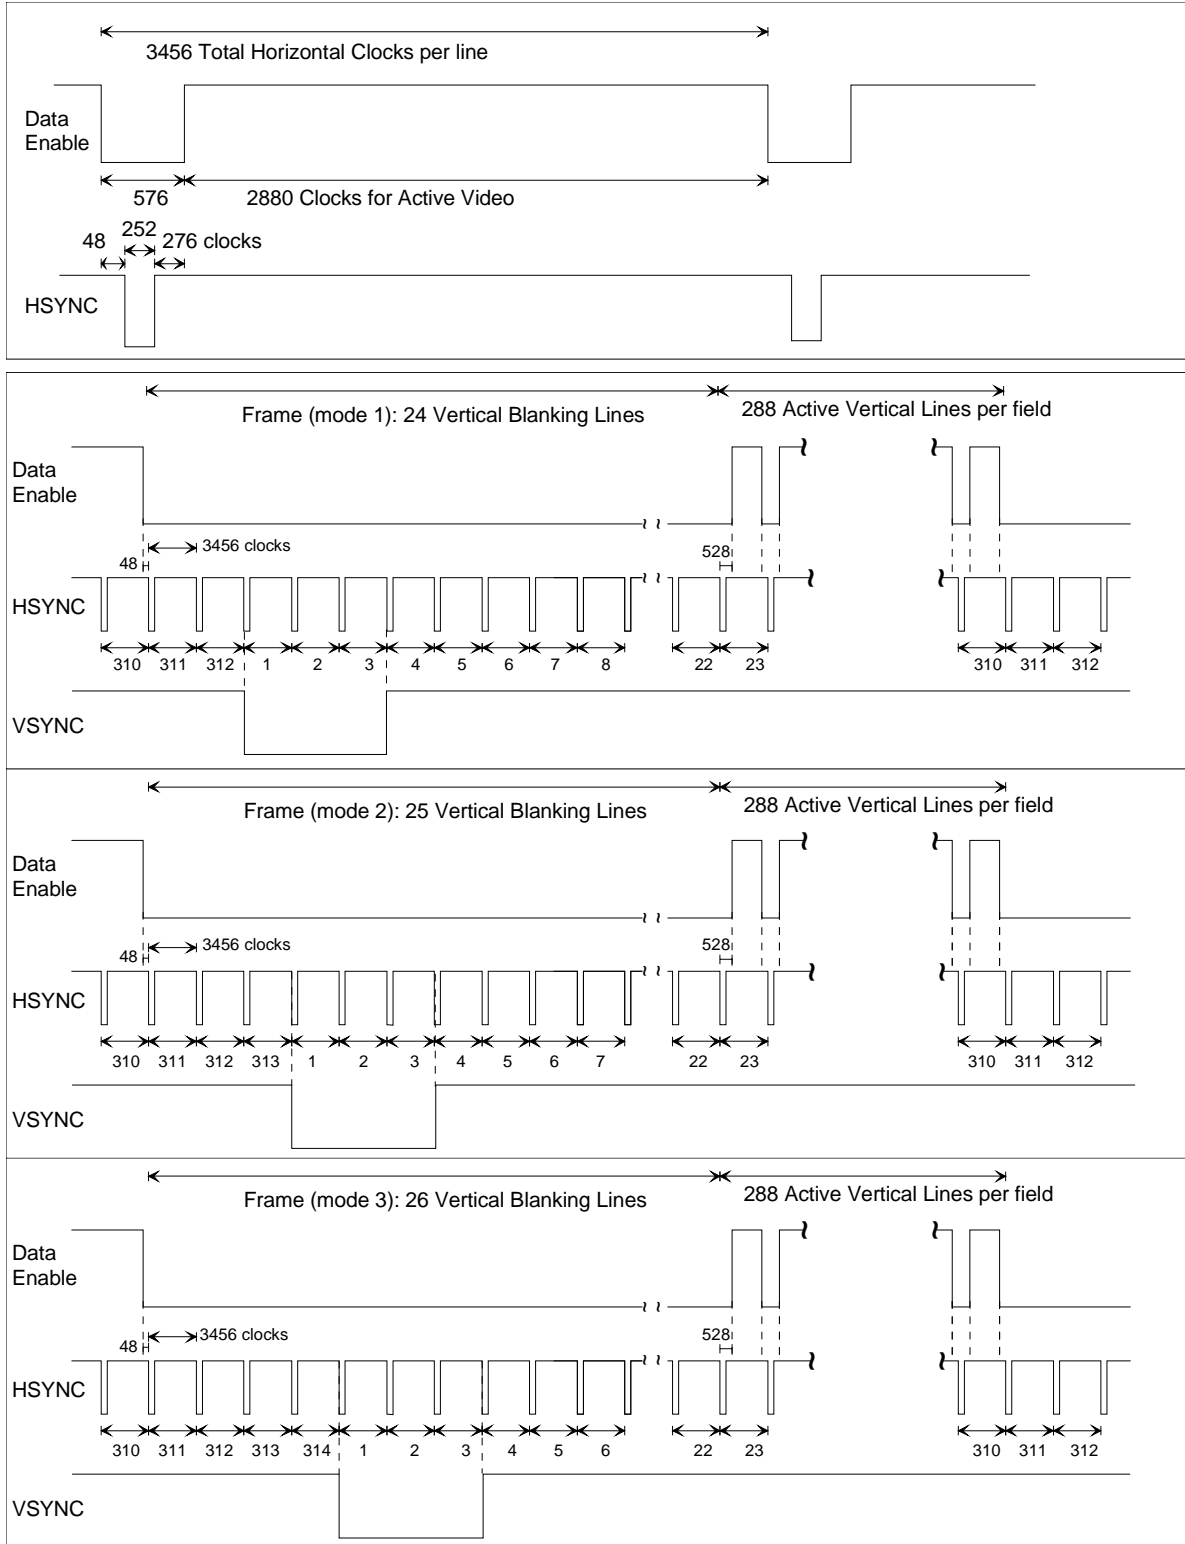 3456 Total Horizontal Clocks per line
Data
Enable
576
2880 Clocks for Active Video
252
48
276 clocks
HSYNC
Frame (mode 1): 24 Vertical Blanking Lines
288 Active Vertical Lines per field
Data
Enable
3456 clocks
48
528
HSYNC
310 311 312 1 2 3 4 5 6 7 8 22 23 310 311 312
VSYNC
Frame (mode 2): 25 Vertical Blanking Lines
288 Active Vertical Lines per field
Data
Enable
3456 clocks
48
528
HSYNC
310 311 312 313 1 2 3 4 5 6 7 22 23 310 311 312
VSYNC
Frame (mode 3): 26 Vertical Blanking Lines
288 Active Vertical Lines per field
Data
Enable
3456 clocks
48
528
HSYNC
310 311 312 313 314 1 2 3 4 5 6 22 23 310 311 312
VSYNC